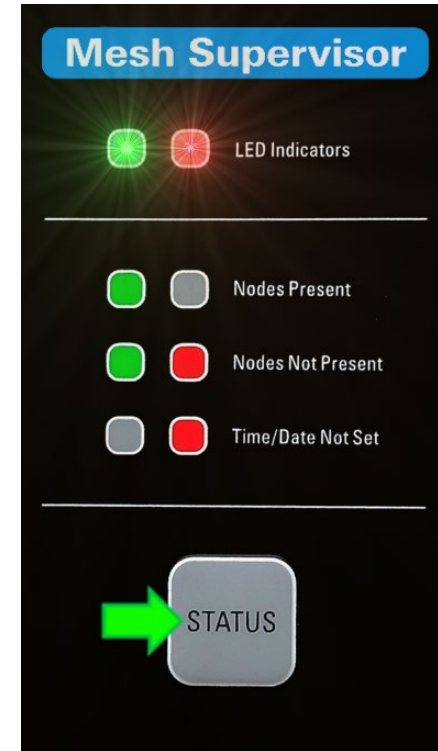 Mesh Supervisor
LED Indicators
Nodes Present
Nodes Not Present
Time/Date Not Set
STATUS